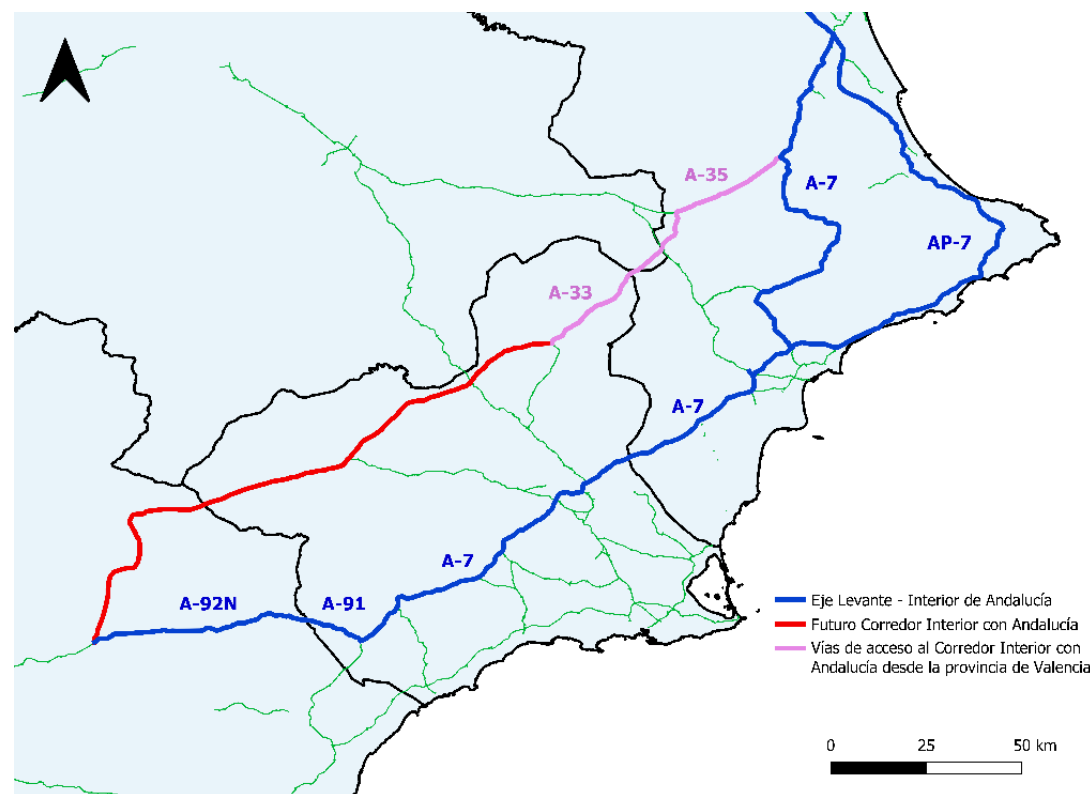 A-35
A-7
AP-7
A-33
A-7
A-7
A-92N
A-91
Eje Levante - Interior de Andalucía
Futuro Corredor Interior con Andalucía
Vías de acceso al Corredor Interior con
Andalucía desde la provincia de Valencia
0 25 50 km